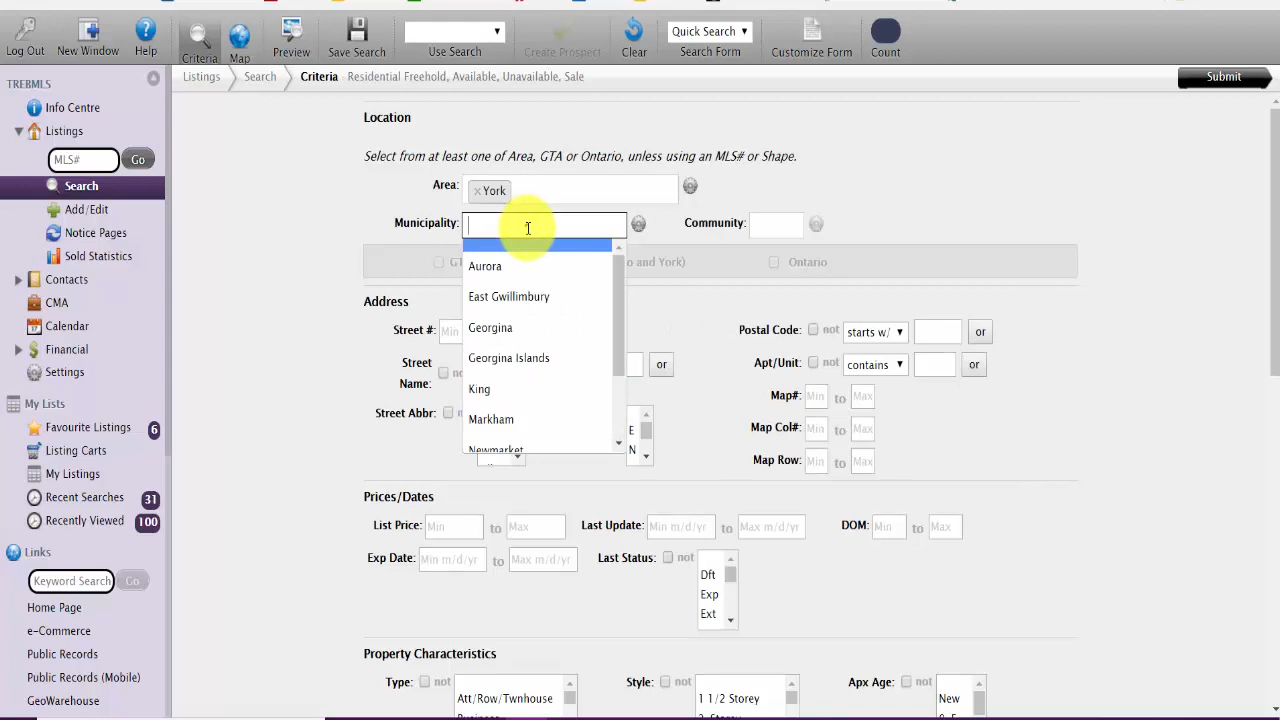 Log Out New Window Help Criteria Map Preview Save Search Use Search Create Prospect Clear Quick Search Search Form Customize Form Count
TREBMLS
Info Centre
Listings
MLS# Go
Search
Add/Edit
Notice Pages
Sold Statistics
Contacts
CMA
Calendar
Financial
Settings
My Lists
Favourite Listings 6
Listing Carts
My Listings
Recent Searches 31
Recently Viewed 100
Links
Keyword Search Go
Home Page
e-Commerce
Public Records
Public Records (Mobile)
GeoWarehouse
Listings Search Criteria Residential Freehold, Available, Unavailable, Sale Submit
Location
Select from at least one of Area, GTA or Ontario, unless using an MLS# or Shape.
Area: × York
Municipality: Community:
o and York) Ontario
Aurora
East Gwillimbury
Georgina
Georgina Islands
King
Markham
Newmarket
Address
Street #: Min Postal Code: not starts w/ or
Street Name: or Apt/Unit: not contains or
Map#: Min to Max
Street Abbr: E N Map Col#: Min to Max
Map Row: Min to Max
Prices/Dates
List Price: Min to Max Last Update: Min m/d/yr to Max m/d/yr DOM: Min to Max
Exp Date: Min m/d/yr to Max m/d/yr Last Status: not
Dft
Exp
Ext
Property Characteristics
Type: not Att/Row/Twnhouse Style: not 1 1/2 Storey Apx Age: not New